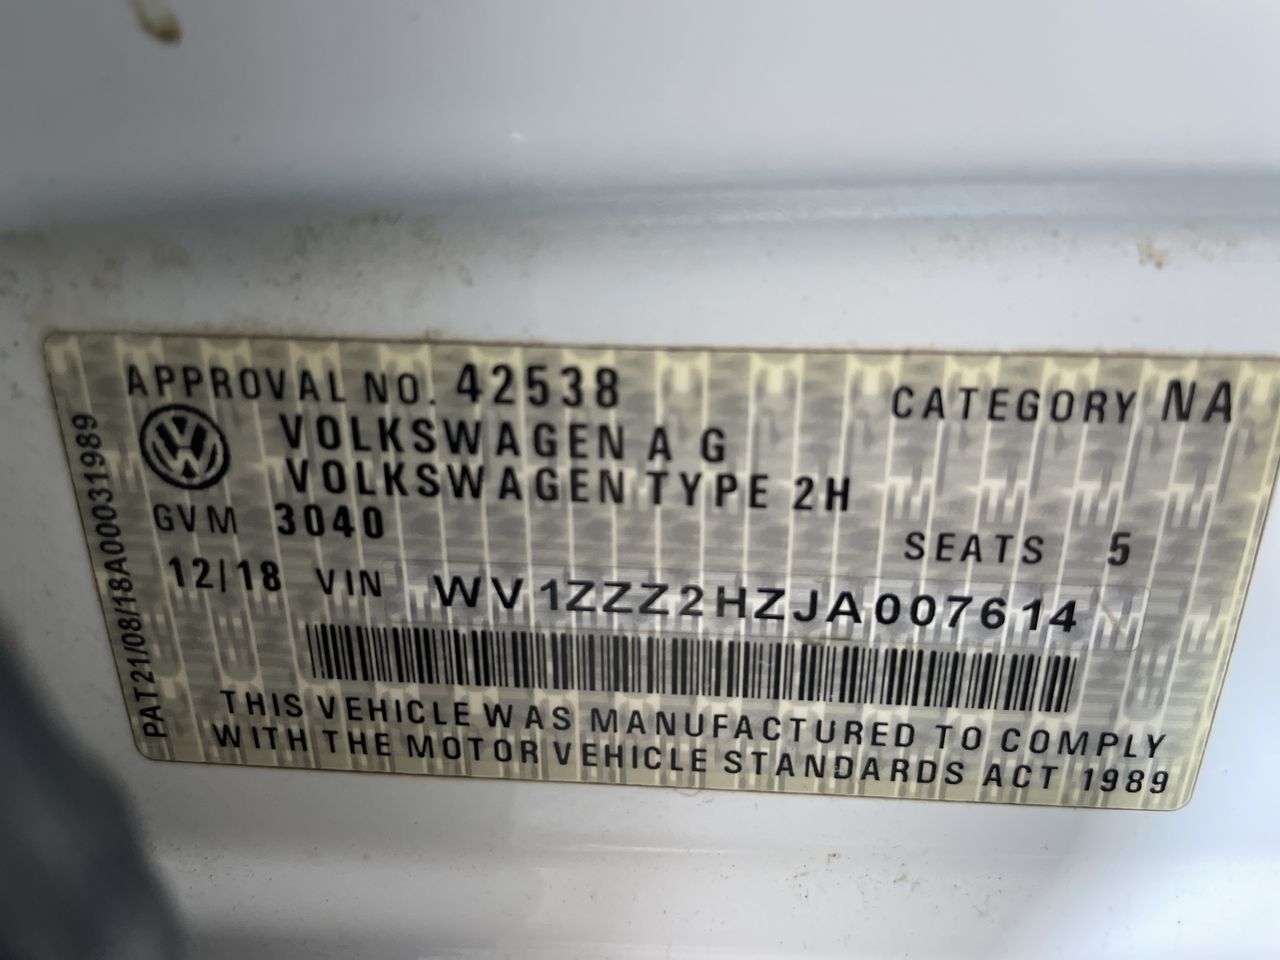 APPROVAL NO. 42538 CATEGORY NA
VOLKSWAGEN A G
VOLKSWAGEN TYPE 2H
GVM 3040 SEATS 5
12/18 VIN WV1ZZZ2HZJA007614
THIS VEHICLE WAS MANUFACTURED TO COMPLY
WITH THE MOTOR VEHICLE STANDARDS ACT 1989
PAT21/08/18A00031989